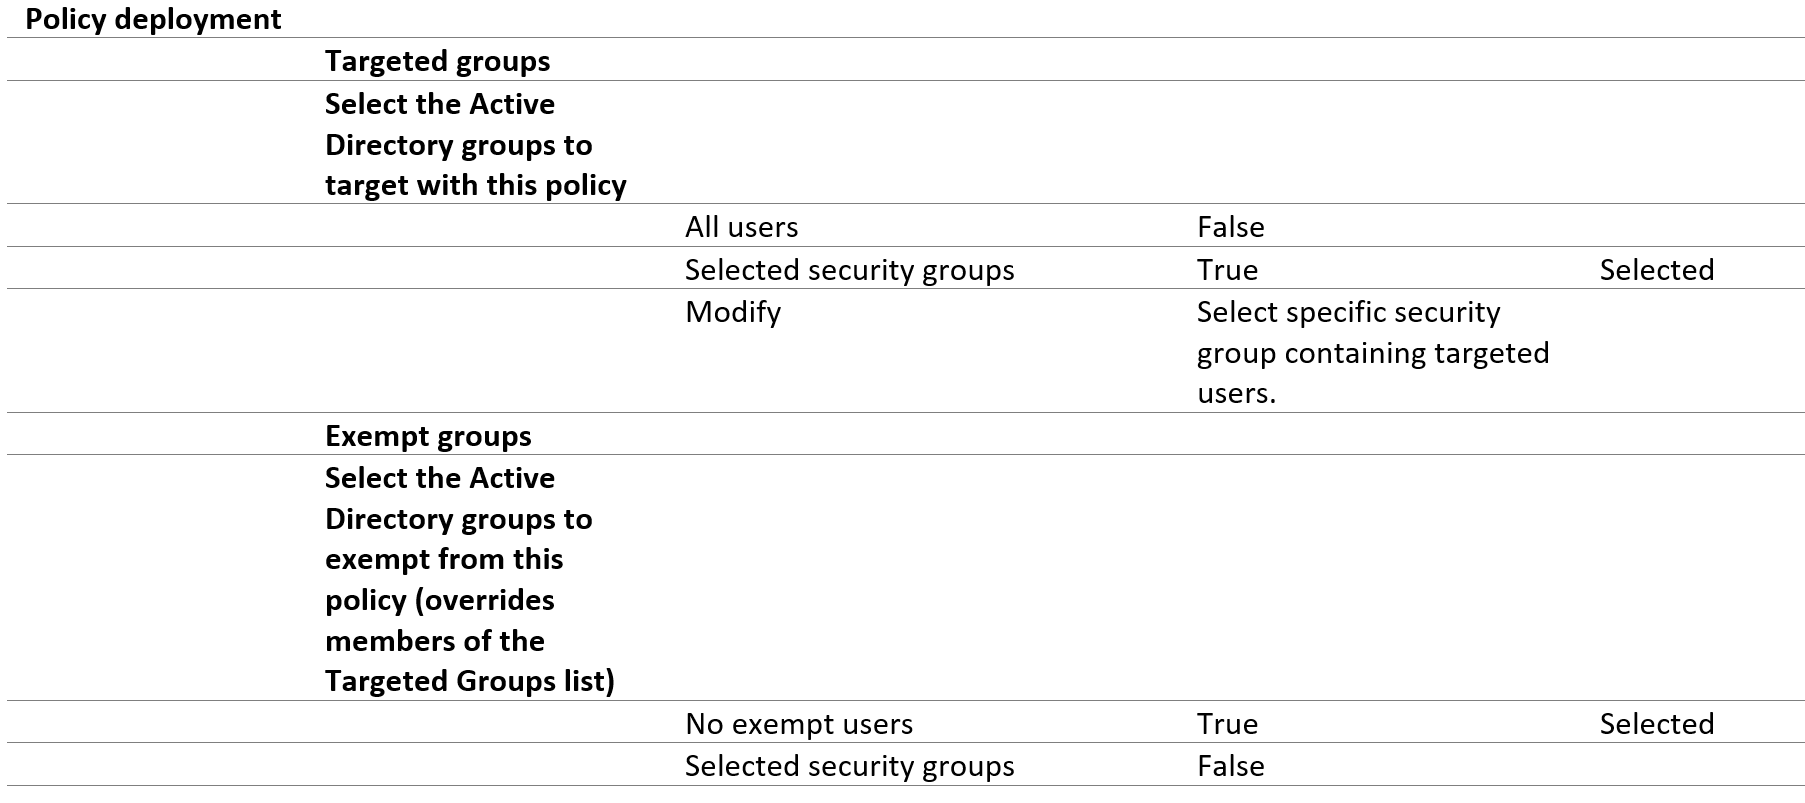 Policy deployment
Targeted groups
Select the Active
Directory groups to
target with this policy
All users False
Selected security groups True Selected
Modify Select specific security
group containing targeted
users.
Exempt groups
Select the Active
Directory groups to
exempt from this
policy (overrides
members of the
Targeted Groups list)
No exempt users True Selected
Selected security groups False